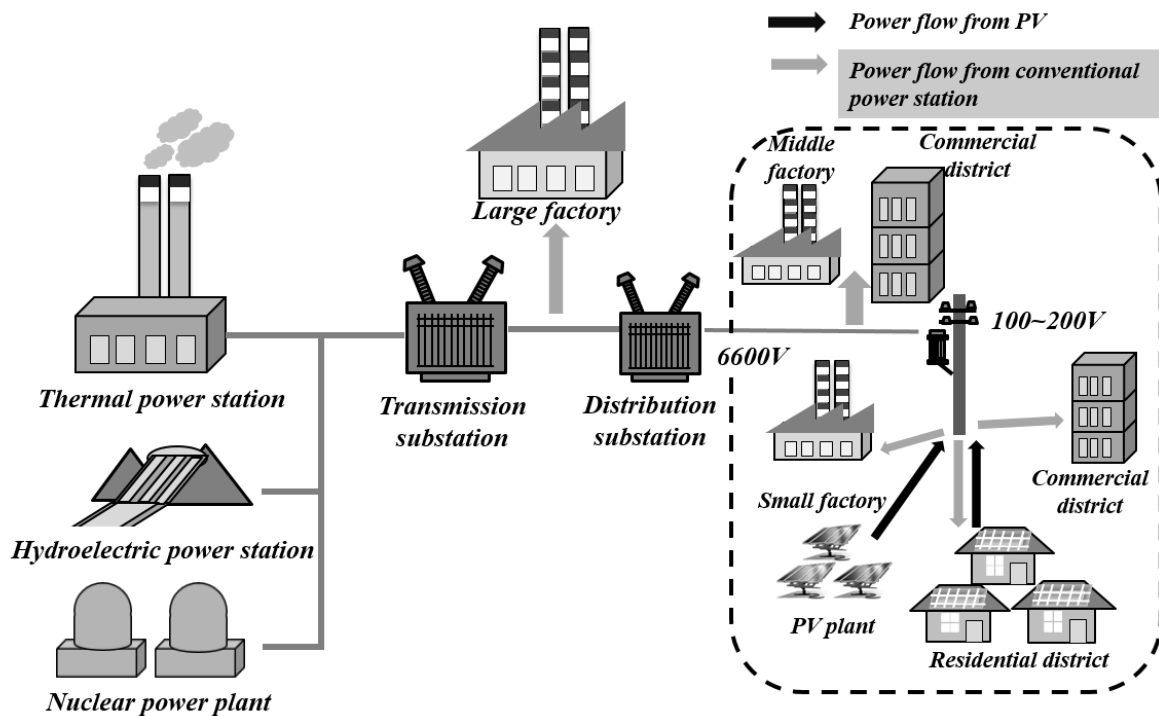 Power flow from PV
Power flow from conventional
power station
Middle
factory
Commercial
district
Large factory
100~200V
6600V
Thermal power station
Transmission
substation
Distribution
substation
Small factory
Commercial
district
Hydroelectric power station
PV plant
Residential district
Nuclear power plant